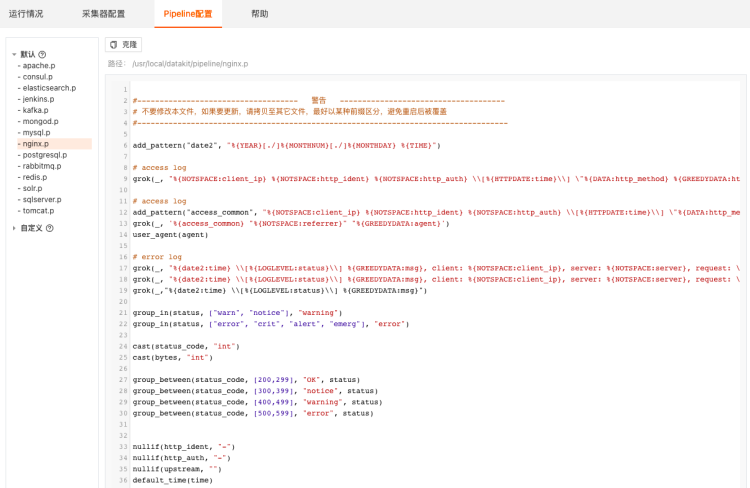 运行情况 采集器配置 Pipeline配置 帮助
默认
- apache.p
- consul.p
- elasticsearch.p
- jenkins.p
- kafka.p
- mongod.p
- mysql.p
- nginx.p
- postgresql.p
- rabbitmq.p
- redis.p
- solr.p
- sqlserver.p
- tomcat.p
自定义
克隆
路径: /usr/local/datakit/pipeline/nginx.p
1
2 #------------------------------------ 警告 -------------------------------------
3 # 不要修改本文件，如果要更新，请拷贝至其它文件，最好以某种前缀区分，避免重启后被覆盖
4 #-----------------------------------------------------------------------------------
5
6 add_pattern("date2", "%{YEAR}[./]%{MONTHNUM}[./]%{MONTHDAY} %{TIME}")
7
8 # access log
9 grok(_, "%{NOTSPACE:client_ip} %{NOTSPACE:http_ident} %{NOTSPACE:http_auth} \\[%{HTTPDATE:time}\\] \"%{DATA:http_method} %{GREEDYDATA:ht
10
11 # access log
12 add_pattern("access_common", "%{NOTSPACE:client_ip} %{NOTSPACE:http_ident} %{NOTSPACE:http_auth} \\[%{HTTPDATE:time}\\] \"%{DATA:http_me
13 grok(_, '%{access_common} "%{NOTSPACE:referrer}" "%{GREEDYDATA:agent}')
14 user_agent(agent)
15
16 # error log
17 grok(_, "%{date2:time} \\[%{LOGLEVEL:status}\\] %{GREEDYDATA:msg}, client: %{NOTSPACE:client_ip}, server: %{NOTSPACE:server}, request: \
18 grok(_, "%{date2:time} \\[%{LOGLEVEL:status}\\] %{GREEDYDATA:msg}, client: %{NOTSPACE:client_ip}, server: %{NOTSPACE:server}, request: \
19 grok(_,"%{date2:time} \\[%{LOGLEVEL:status}\\] %{GREEDYDATA:msg}")
20
21 group_in(status, ["warn", "notice"], "warning")
22 group_in(status, ["error", "crit", "alert", "emerg"], "error")
23
24 cast(status_code, "int")
25 cast(bytes, "int")
26
27 group_between(status_code, [200,299], "OK", status)
28 group_between(status_code, [300,399], "notice", status)
29 group_between(status_code, [400,499], "warning", status)
30 group_between(status_code, [500,599], "error", status)
31
32
33 nullif(http_ident, "-")
34 nullif(http_auth, "-")
35 nullif(upstream, "")
36 default_time(time)